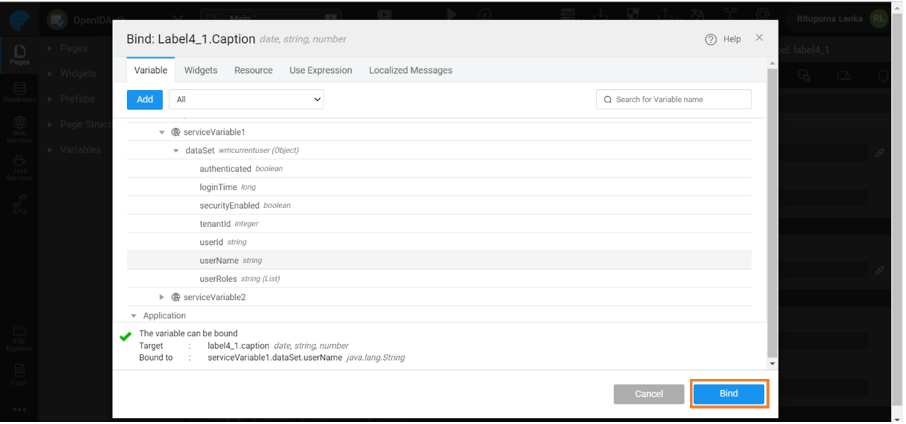 OpenIDAuth
Main
Ritupurna Lenka
RL
Bind: Label4_1.Caption date, string, number
Help
Variable
Widgets
Resource
Use Expression
Localized Messages
Add
All
Search for Variable name
serviceVariable1
dataSet wmcurrentuser (Object)
authenticated boolean
loginTime long
securityEnabled boolean
tenantId integer
userId string
userName string
userRoles string (List)
serviceVariable2
Application
The variable can be bound
Target : label4_1.caption date, string, number
Bound to : serviceVariable1.dataSet.userName java.lang.String
Cancel
Bind
Pages
Databases
Web Services
Java Services
APIs
File Explorer
Logs
Pages
Widgets
Prefabs
Page Struc
Variables
el: label4_1